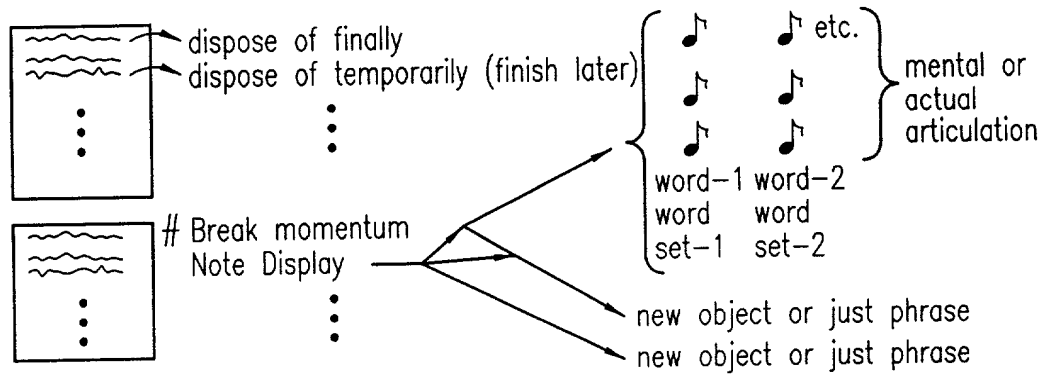 dispose of finally
dispose of temporarily (finish later)
etc.
mental or
actual
articulation
word-1 word-2
word word
set-1 set-2
# Break momentum
Note Display
new object or just phrase
new object or just phrase